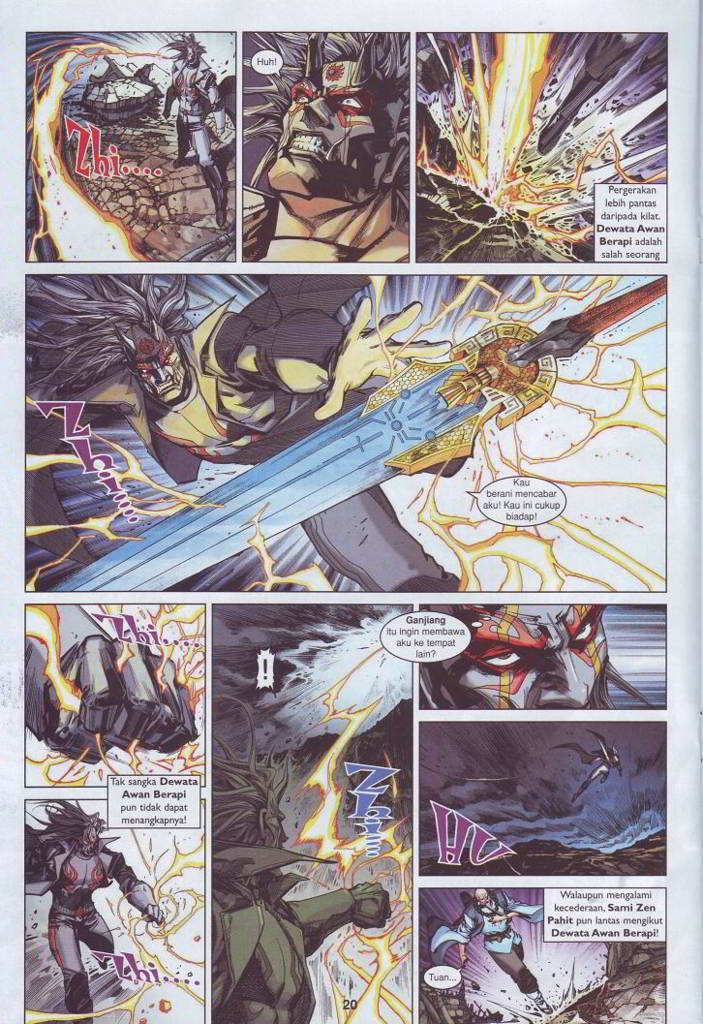 Zhi....
Huh!
Pergerakan
lebih pantas
daripada kilat.
Dewata Awan
Berapi adalah
salah seorang
Zhi....
Kau
berani mencabar
aku! Kau ini cukup
biadap!
Zhi....
Tak sangka Dewata
Awan Berapi
pun tidak dapat
menangkapnya!
Zhi....
!
Zhi...
Ganjiang
itu ingin membawa
aku ke tempat
lain?
HU
Walaupun mengalami
kecederaan, Sami Zen
Pahit pun lantas mengikut
Dewata Awan Berapi!
Tuan...
20